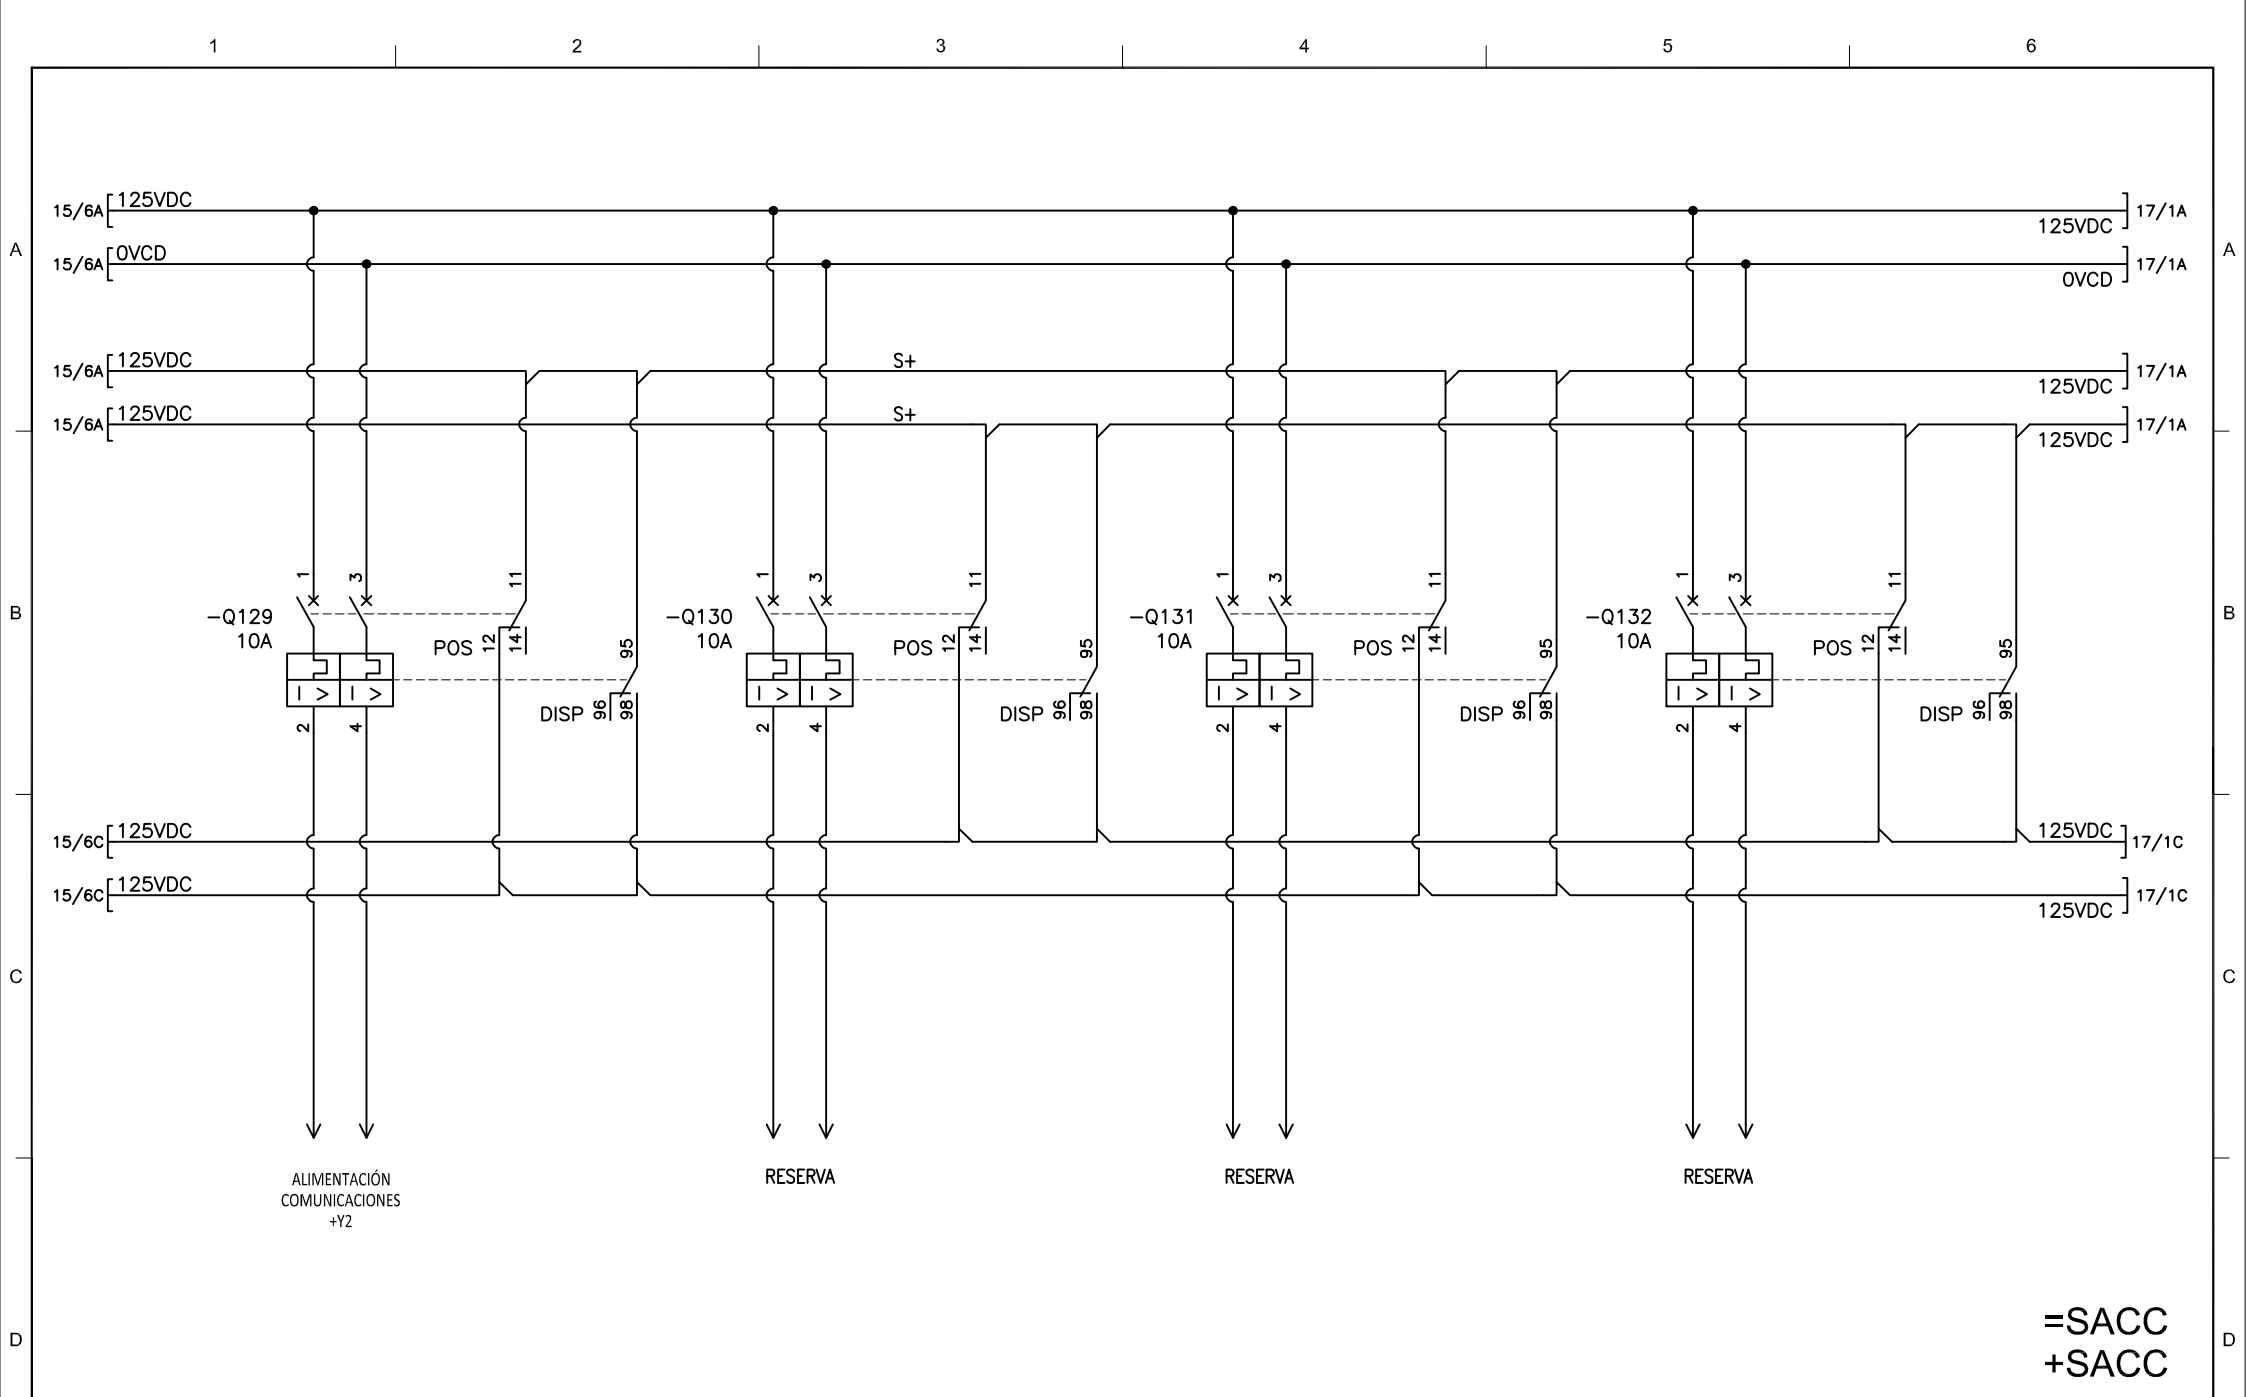 1 2 3 4 5 6
15/6A 125VDC 125VDC 17/1A
A 15/6A 0VCD 0VCD 17/1A A
15/6A 125VDC S+ 125VDC 17/1A
15/6A 125VDC S+ 125VDC 17/1A
1 3 11 1 3 11 1 3 11 1 3 11
B -Q129 -Q130 -Q131 -Q132 B
10A 10A 10A 10A
POS 12 14 95 POS 12 14 95 POS 12 14 95 POS 12 14 95
I > I > I > I > I > I > I > I >
2 4 DISP 96 98 2 4 DISP 96 98 2 4 DISP 96 98 2 4 DISP 96 98
15/6C 125VDC 125VDC 17/1C
15/6C 125VDC 125VDC 17/1C
C C
ALIMENTACIÓN RESERVA RESERVA RESERVA
COMUNICACIONES
+Y2
=SACC
D D
+SACC